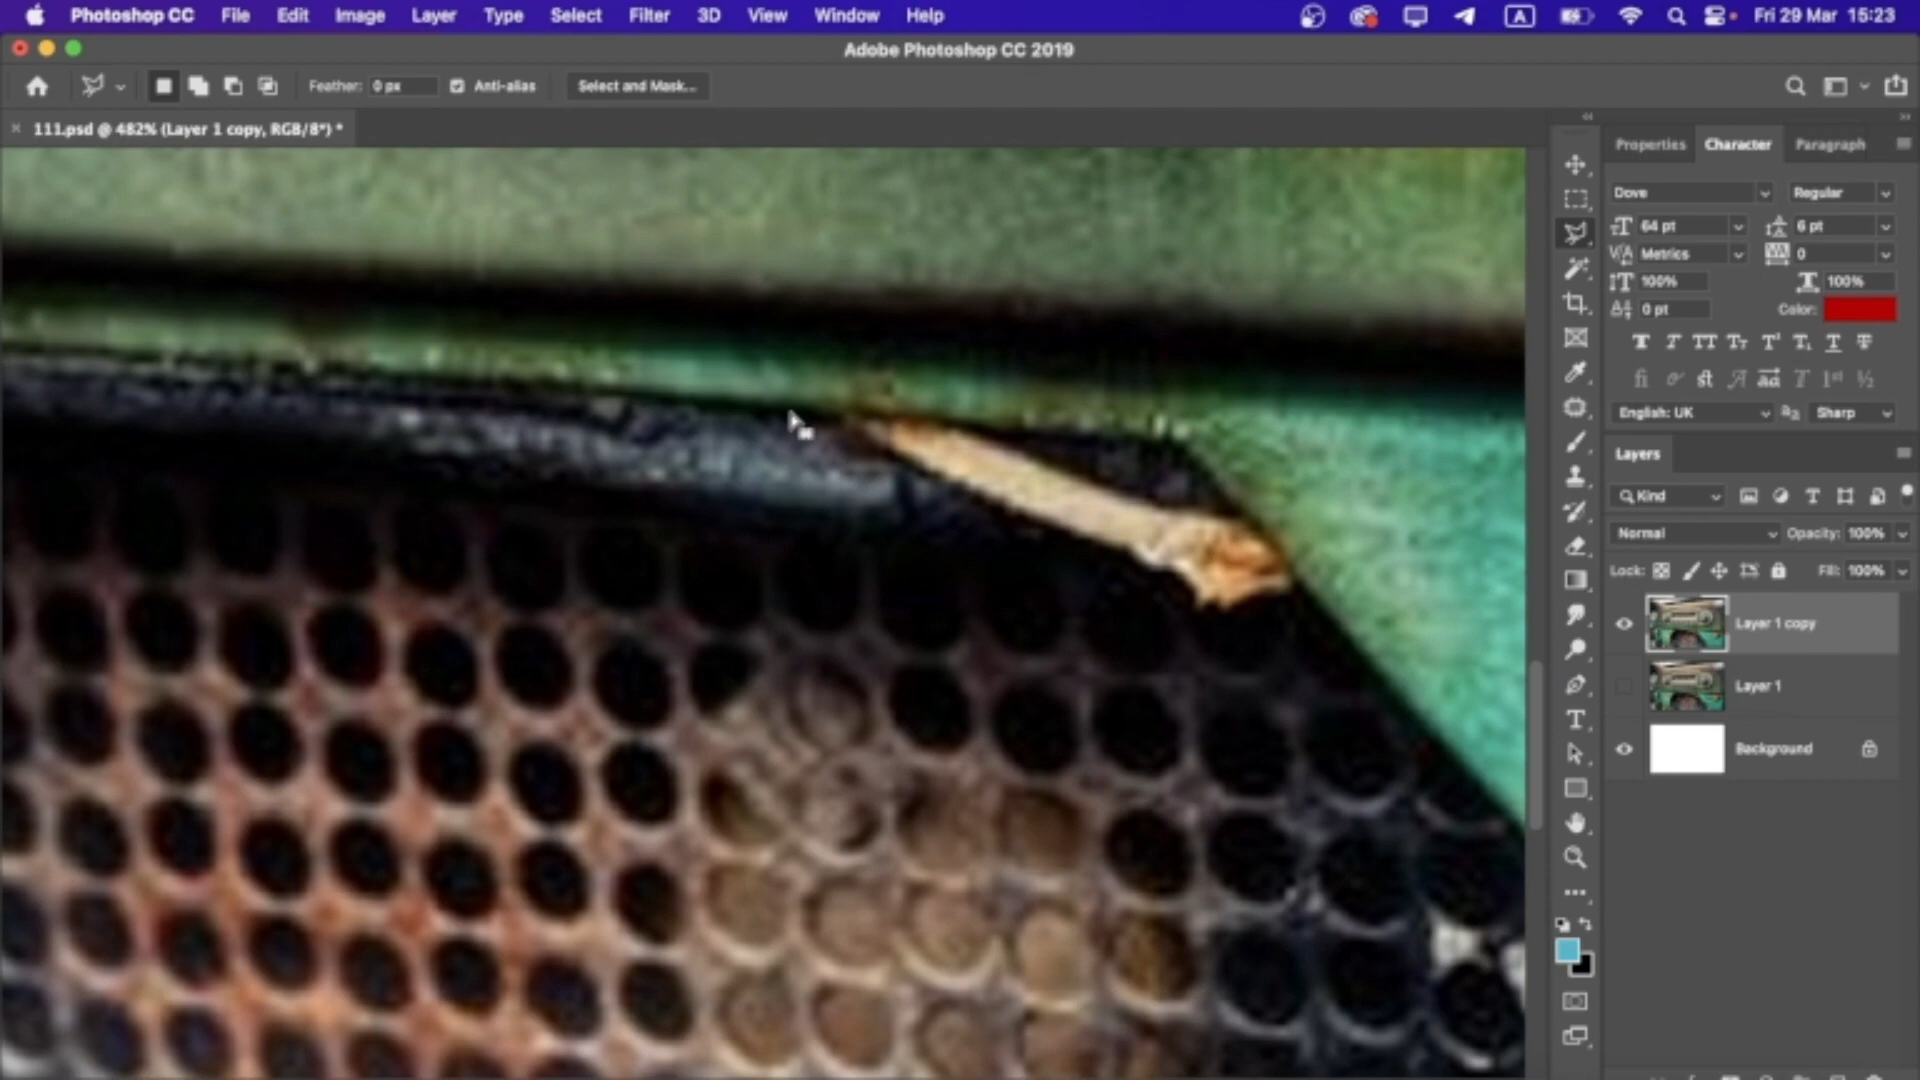 Photoshop CC File Edit Image Layer Type Select Filter 3D View Window Help A Fri 29 Mar 15:23
Adobe Photoshop CC 2019
Feather: 0 px Anti-alias Select and Mask...
111.psd @ 482% (Layer 1 copy, RGB/8*) *
Properties Character Paragraph
Dove Regular
64 pt 6 pt
Metrics 0
100% 100%
0 pt Color:
English: UK Sharp
Layers
Kind
Normal Opacity: 100%
Lock: Fill: 100%
Layer 1 copy
Layer 1
Background